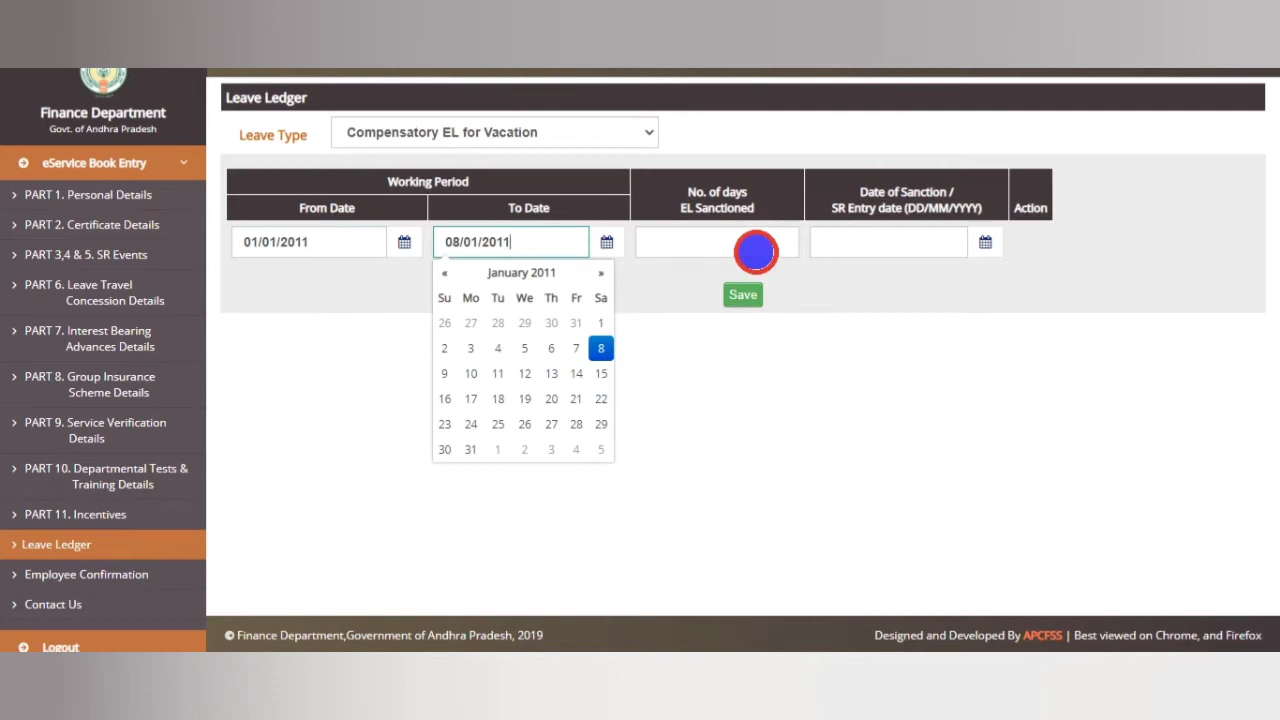 Finance Department
Govt. of Andhra Pradesh
eService Book Entry
PART 1. Personal Details
PART 2. Certificate Details
PART 3,4 & 5. SR Events
PART 6. Leave Travel
Concession Details
PART 7. Interest Bearing
Advances Details
PART 8. Group Insurance
Scheme Details
PART 9. Service Verification
Details
PART 10. Departmental Tests &
Training Details
PART 11. Incentives
Leave Ledger
Employee Confirmation
Contact Us
Logout
Leave Ledger
Leave Type Compensatory EL for Vacation
Working Period
From Date To Date
No. of days
EL Sanctioned
Date of Sanction /
SR Entry date (DD/MM/YYYY)
Action
01/01/2011 08/01/2011
« January 2011 »
Su Mo Tu We Th Fr Sa
26 27 28 29 30 31 1
2 3 4 5 6 7 8
9 10 11 12 13 14 15
16 17 18 19 20 21 22
23 24 25 26 27 28 29
30 31 1 2 3 4 5
Save
© Finance Department,Government of Andhra Pradesh, 2019
Designed and Developed By APCFSS | Best viewed on Chrome, and Firefox